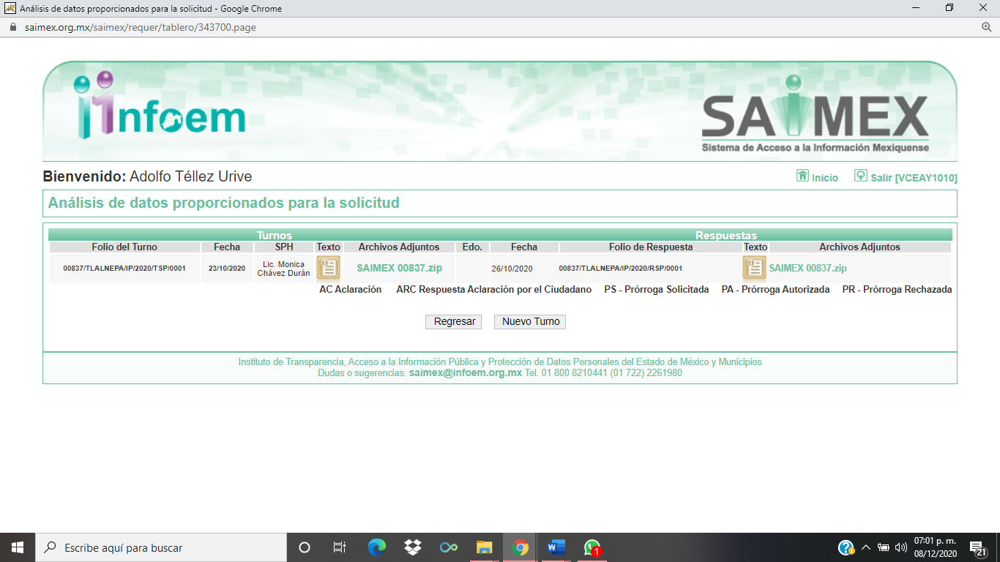 Análisis de datos proporcionados para la solicitud - Google Chrome
saimex.org.mx/saimex/requer/tablero/343700.page
infoem
SAIMEX
Sistema de Acceso a la Información Mexiquense
Bienvenido: Adolfo Téllez Urive
Inicio Salir [VCEAY1010]
Análisis de datos proporcionados para la solicitud
Turnos Respuestas
Folio del Turno Fecha SPH Texto Archivos Adjuntos Edo. Fecha Folio de Respuesta Texto Archivos Adjuntos
00837/TLALNEPA/IP/2020/TSP/0001 23/10/2020 Lic. Monica Chávez Durán SAIMEX 00837.zip 26/10/2020 00837/TLALNEPA/IP/2020/RSP/0001 SAIMEX 00837.zip
AC Aclaración ARC Respuesta Aclaración por el Ciudadano PS - Prórroga Solicitada PA - Prórroga Autorizada PR - Prórroga Rechazada
Regresar Nuevo Turno
Instituto de Transparencia, Acceso a la Información Pública y Protección de Datos Personales del Estado de México y Municipios
Dudas o sugerencias: saimex@infoem.org.mx Tel. 01 800 8210441 (01 722) 2261980
Escribe aquí para buscar
1
07:01 p. m.
08/12/2020
21